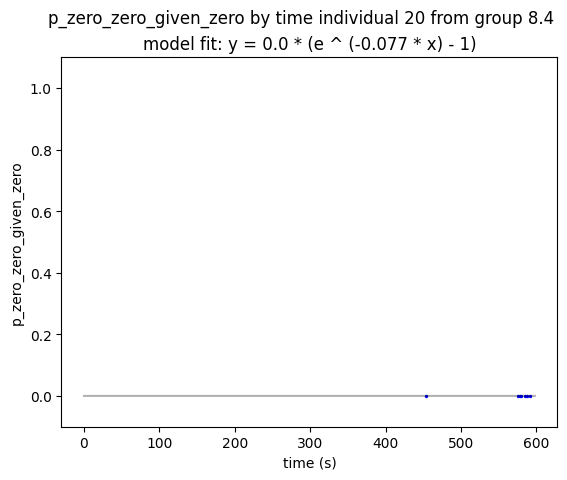 p_zero_zero_given_zero by time individual 20 from group 8.4
model fit: y = 0.0 * (e ^ (-0.077 * x) - 1)
1.0
0.8
0.6
0.4
0.2
0.0
p_zero_zero_given_zero
0 100 200 300 400 500 600
time (s)